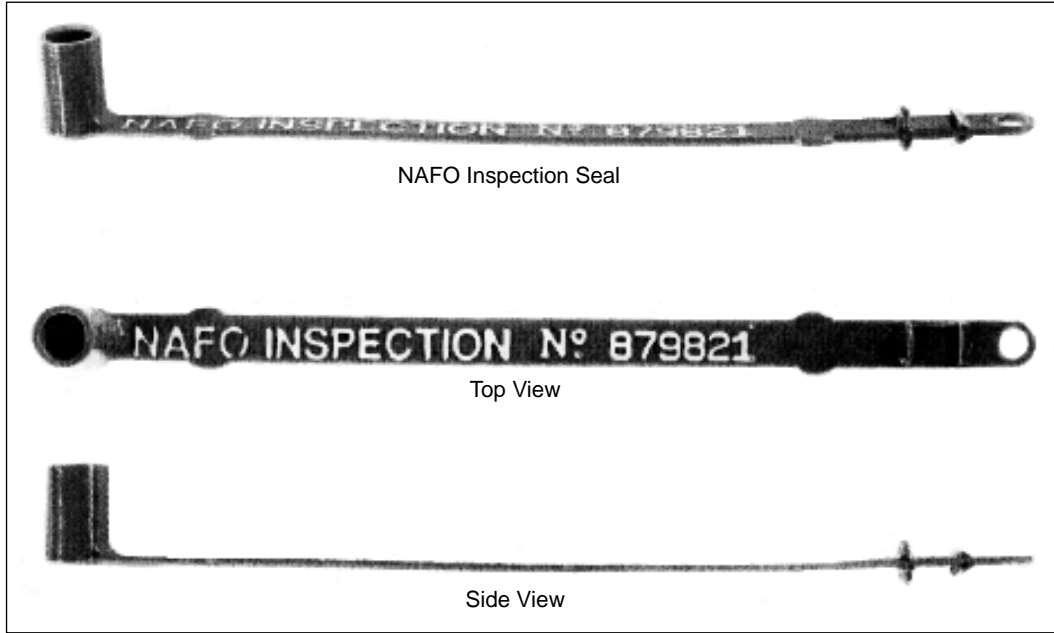 NAFO INSPECTION Nº 879821
NAFO Inspection Seal
NAFO INSPECTION Nº 879821
Top View
Side View